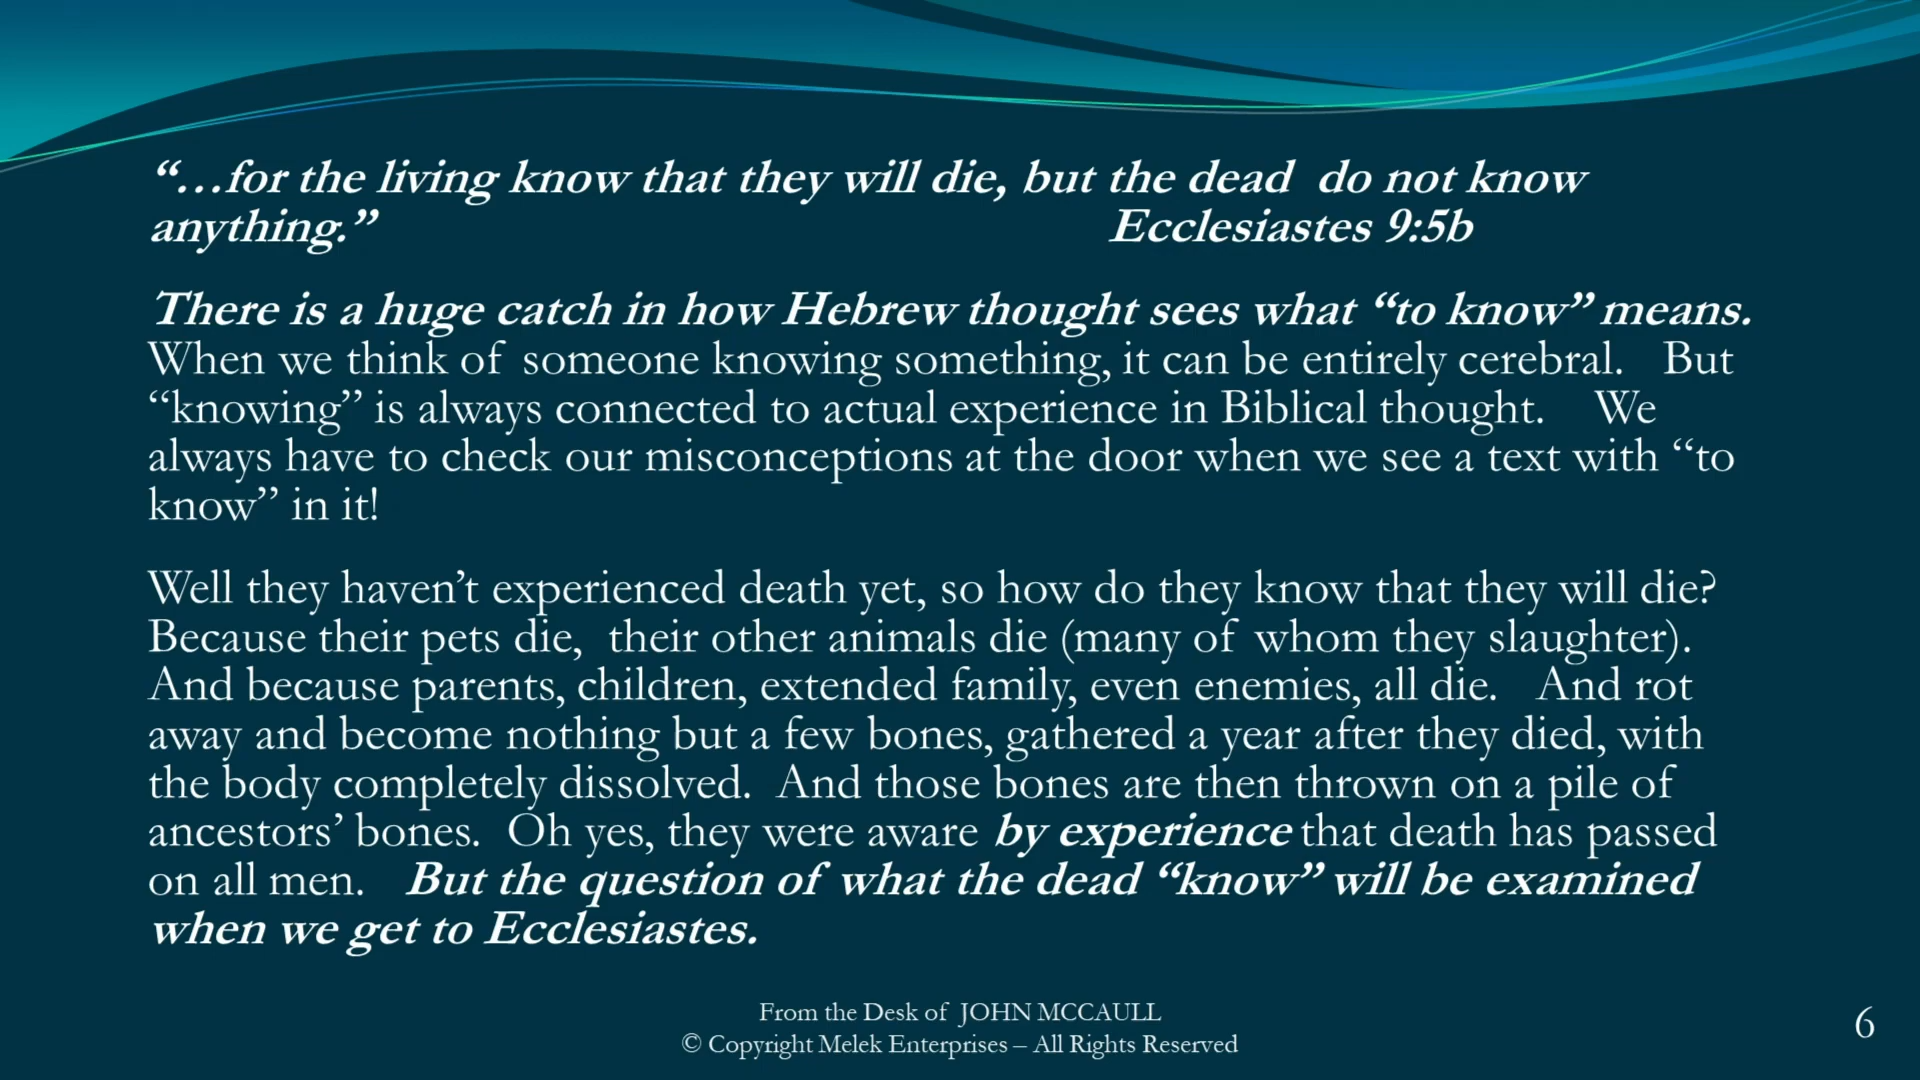 “…for the living know that they will die, but the dead do not know
anything.” Ecclesiastes 9:5b
There is a huge catch in how Hebrew thought sees what “to know” means.
When we think of someone knowing something, it can be entirely cerebral. But
“knowing” is always connected to actual experience in Biblical thought. We
always have to check our misconceptions at the door when we see a text with “to
know” in it!
Well they haven’t experienced death yet, so how do they know that they will die?
Because their pets die, their other animals die (many of whom they slaughter).
And because parents, children, extended family, even enemies, all die. And rot
away and become nothing but a few bones, gathered a year after they died, with
the body completely dissolved. And those bones are then thrown on a pile of
ancestors’ bones. Oh yes, they were aware by experience that death has passed
on all men. But the question of what the dead “know” will be examined
when we get to Ecclesiastes.
From the Desk of JOHN MCCAULL
© Copyright Melek Enterprises – All Rights Reserved
6